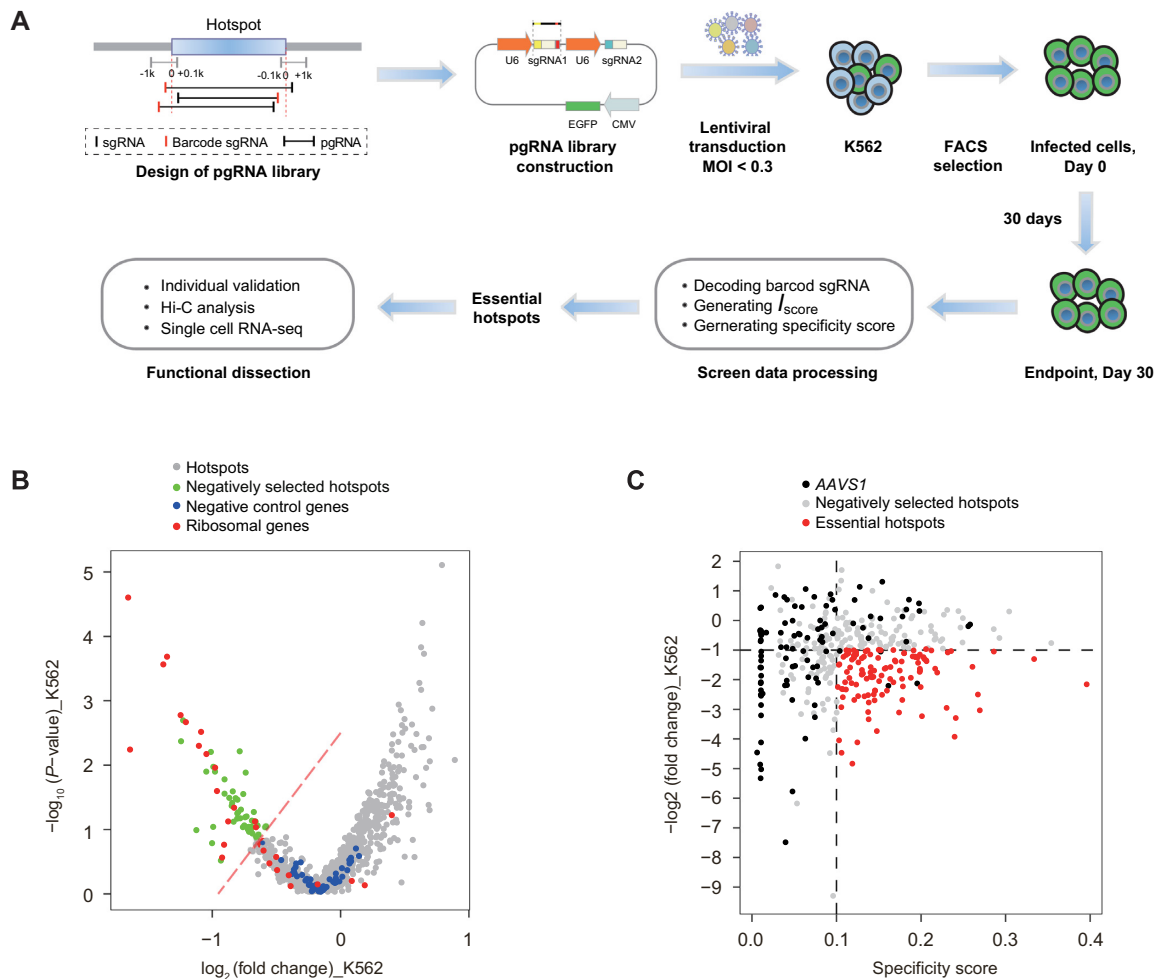 A
Hotspot
-1k 0 +0.1k -0.1k 0 +1k
sgRNA Barcode sgRNA pgRNA
Design of pgRNA library
U6 sgRNA1 U6 sgRNA2
EGFP CMV
pgRNA library
construction
Lentiviral
transduction
MOI < 0.3
K562
FACS
selection
Infected cells,
Day 0
30 days
Endpoint, Day 30
• Decoding barcod sgRNA
• Generating Iscore
• Gernerating specificity score
Screen data processing
Essential
hotspots
• Individual validation
• Hi-C analysis
• Single cell RNA-seq
Functional dissection
B
Hotspots
Negatively selected hotspots
Negative control genes
Ribosomal genes
−log10 (P-value)_K562
5
4
3
2
1
0
−1 0 1
log2 (fold change)_K562
C
AAVS1
Negatively selected hotspots
Essential hotspots
−log2 (fold change)_K562
2
1
0
−1
−2
−3
−4
−5
−6
−7
−8
−9
0.0 0.1 0.2 0.3 0.4
Specificity score